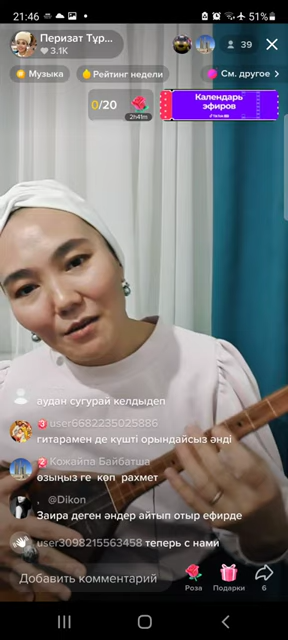 21:46
51%
Перизат Тұр...
3.1K
39
Музыка
Рейтинг недели
См. другое >
0/20
2h41m
Календарь
эфиров
аудан сугурай келдыдеп
user6682235025886
гитарамен де күшті орындайсыз әнді
Кожайпа Байбатша
өзыңыз ге көп рахмет
, @Dikon
Заира деген әндер айтып отыр ефирде
user3098215563458 теперь с нами
Добавить комментарий
Роза
Подарки
6